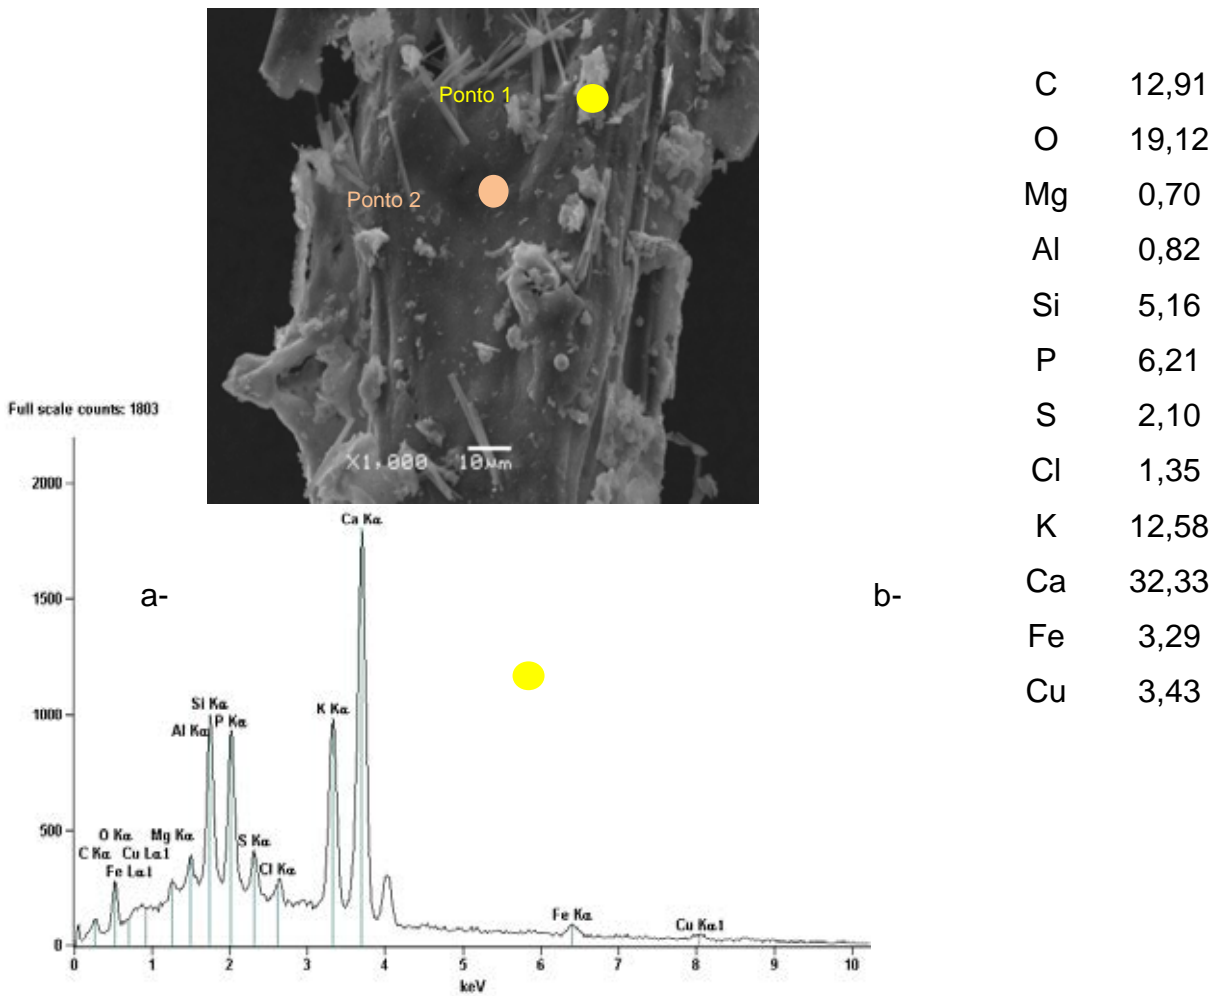 Ponto 1
Ponto 2
X1,000 10µm
C 12,91
O 19,12
Mg 0,70
Al 0,82
Si 5,16
P 6,21
S 2,10
Cl 1,35
K 12,58
Ca 32,33
Fe 3,29
Cu 3,43
Full scale counts: 1803
a-
b-
2000
1500
1000
500
0
Ca Kα
Si Kα
Al Kα
P Kα
K Kα
O Kα
Mg Kα
C Kα
Cu Lα1
Fe Lα1
S Kα
Cl Kα
Fe Kα
Cu Kα1
0 1 2 3 4 5 6 7 8 9 10
keV